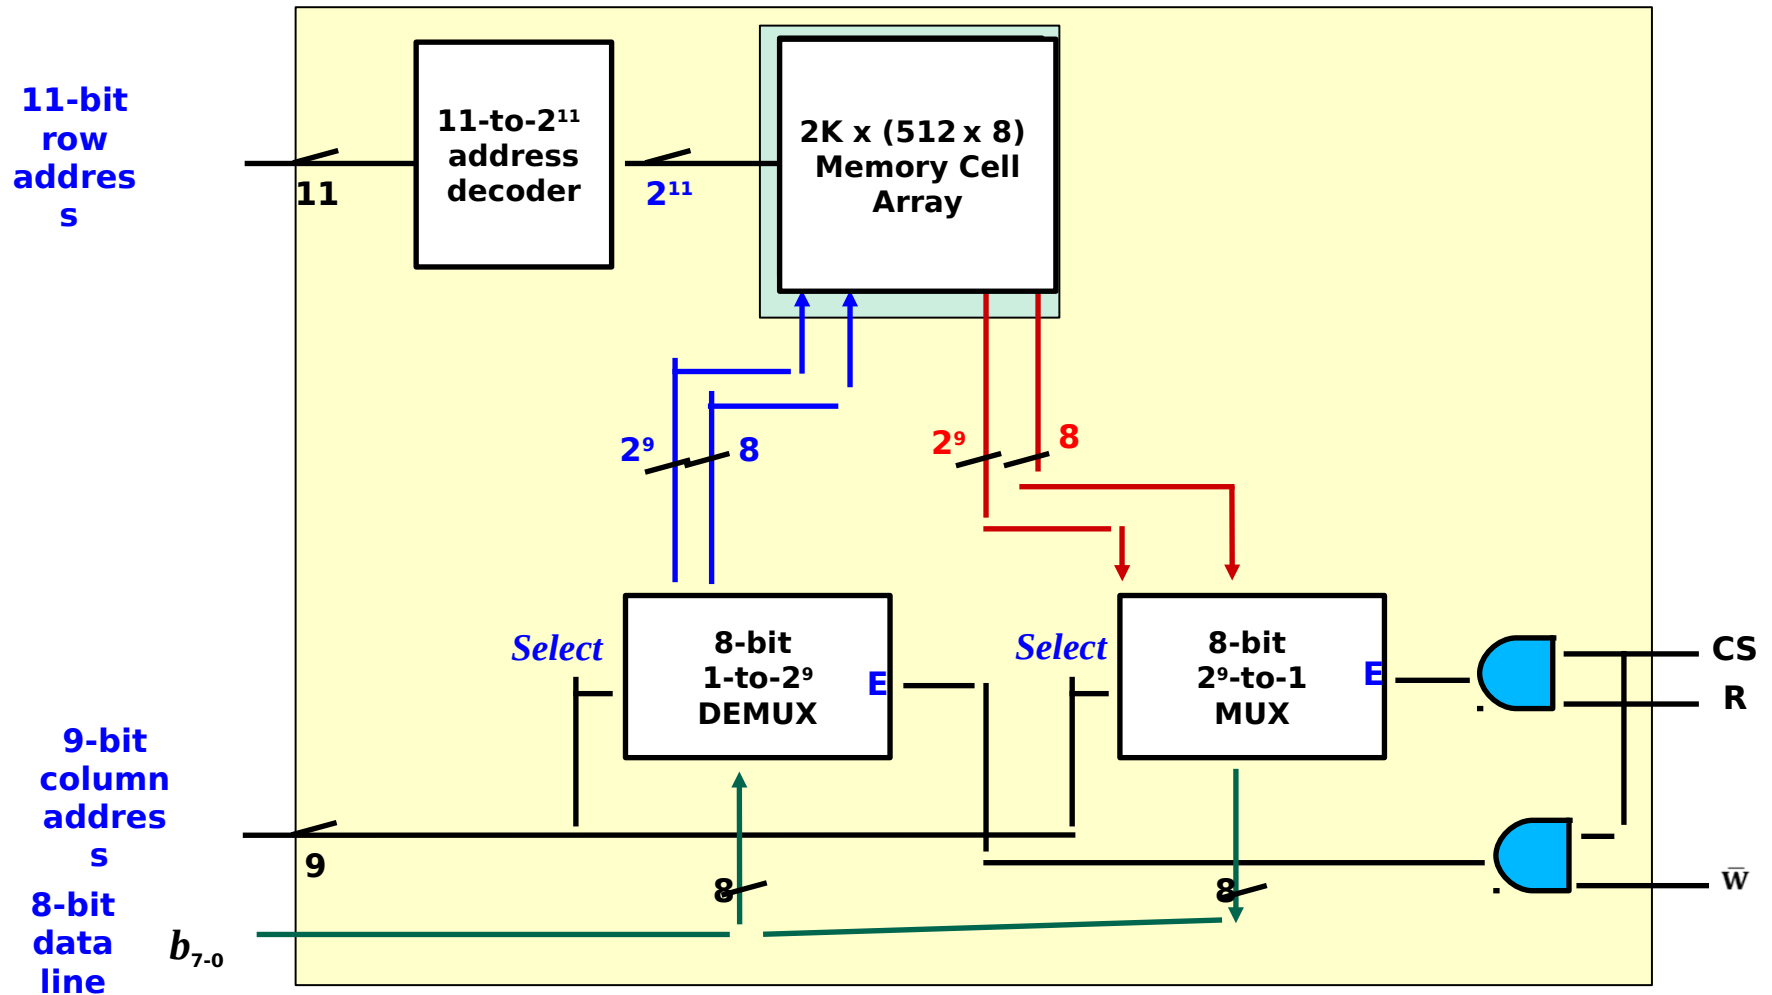 11-bit
row
addres
s
11
11-to-2¹¹
address
decoder
2¹¹
2K x (512 x 8)
Memory Cell
Array
2⁹
8
2⁹
8
Select
8-bit
1-to-2⁹
DEMUX
E
Select
8-bit
2⁹-to-1
MUX
E
CS
R
9-bit
column
addres
s
9
8
8
w̅
8-bit
data
line
b₇₋₀